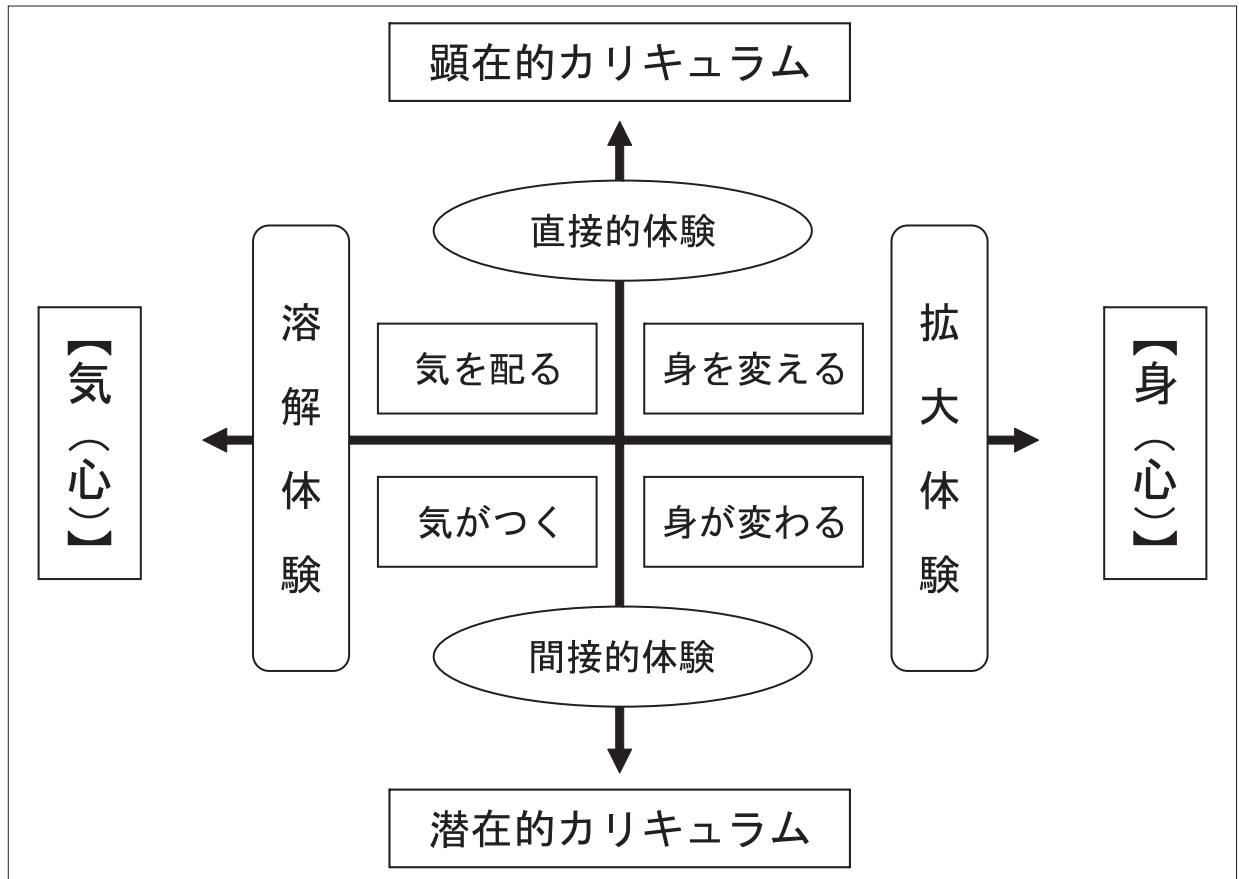 顕在的カリキュラム
直接的体験
溶解体験
拡大体験
【気（心）】
【身（心）】
気を配る
身を変える
気がつく
身が変わる
間接的体験
潜在的カリキュラム